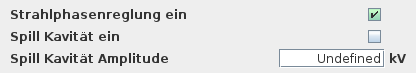 Strahlphasenreglung ein
Spill Kavität ein
Spill Kavität Amplitude Undefined kV